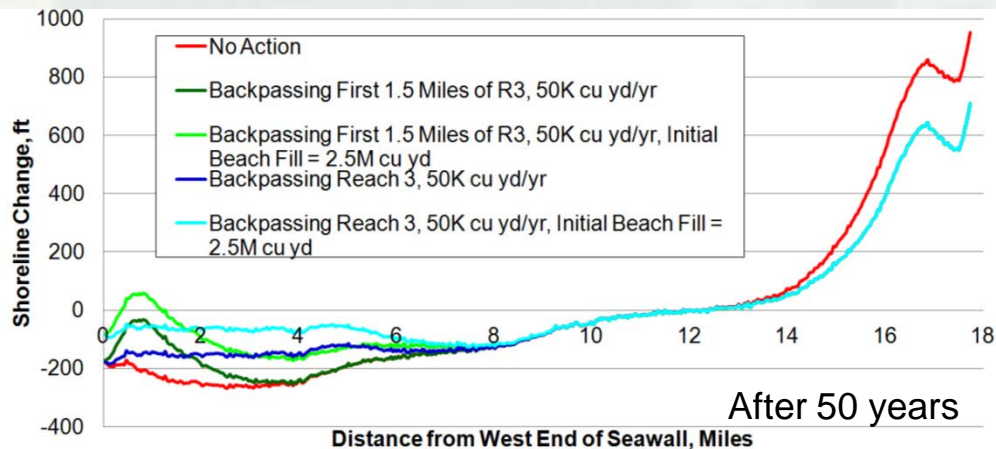 1000
800
600
400
200
0
-200
-400
Shoreline Change, ft
No Action
Backpassing First 1.5 Miles of R3, 50K cu yd/yr
Backpassing First 1.5 Miles of R3, 50K cu yd/yr, Initial
Beach Fill = 2.5M cu yd
Backpassing Reach 3, 50K cu yd/yr
Backpassing Reach 3, 50K cu yd/yr, Initial Beach Fill =
2.5M cu yd
0 2 4 6 8 10 12 14 16 18
After 50 years
Distance from West End of Seawall, Miles